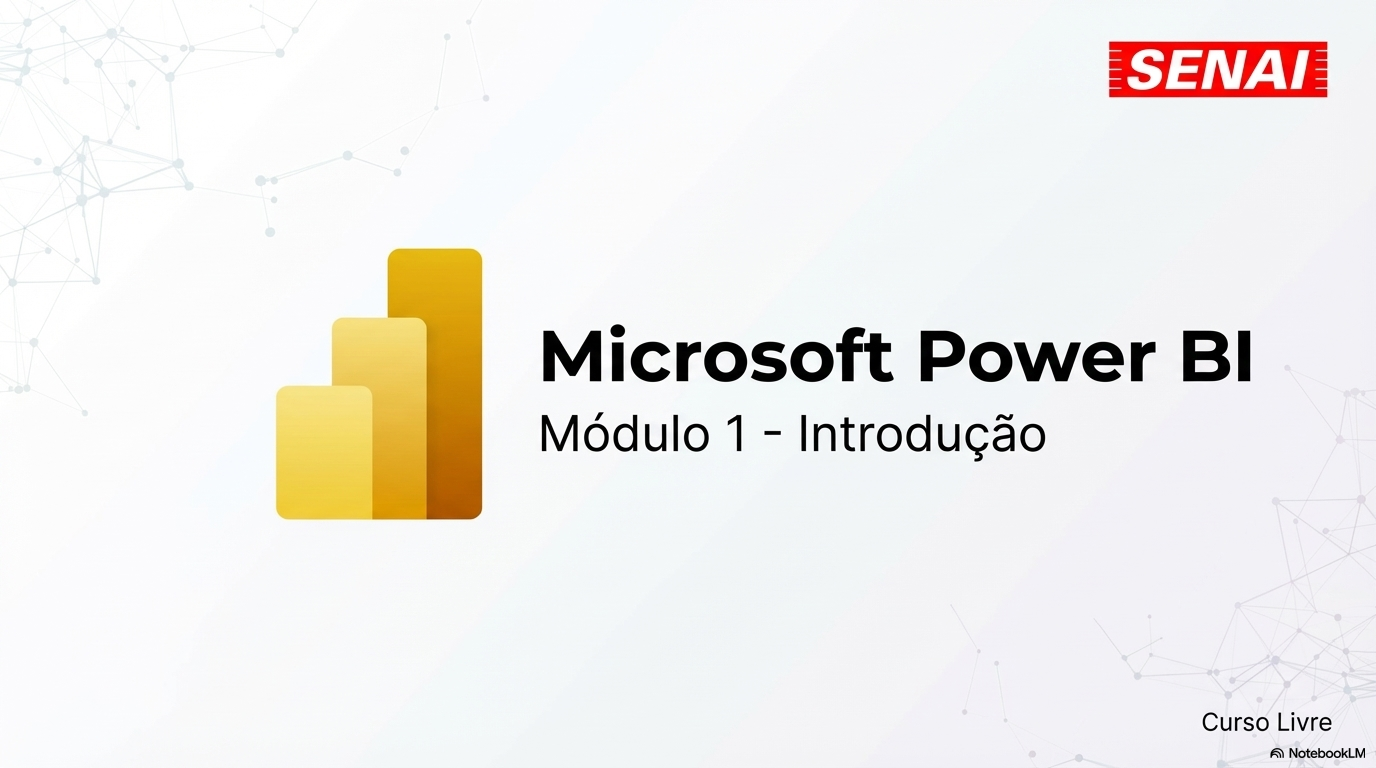 SENAI
Microsoft Power BI
Módulo 1 - Introdução
Curso Livre
NotebookLM